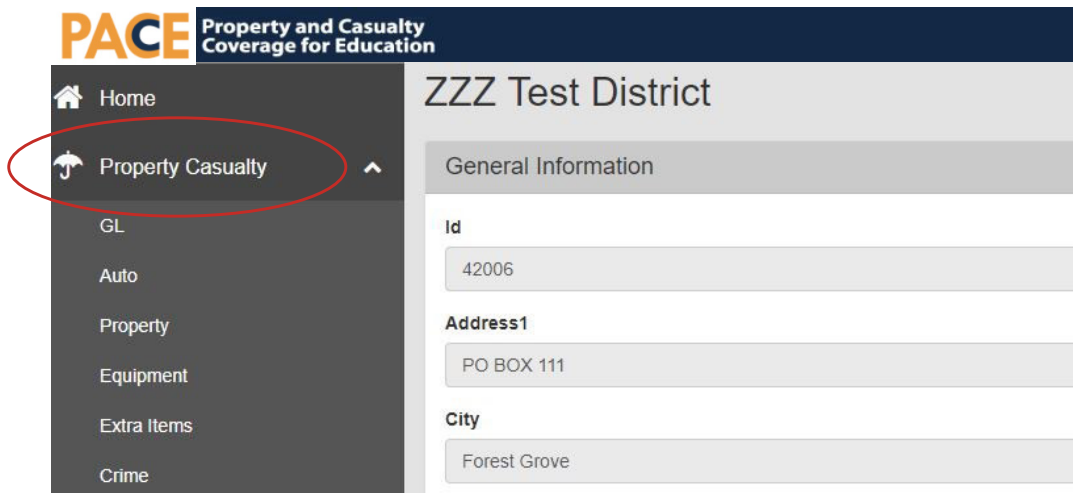 PACE Property and Casualty
Coverage for Education
Home
Property Casualty
GL
Auto
Property
Equipment
Extra Items
Crime
ZZZ Test District
General Information
Id
42006
Address1
PO BOX 111
City
Forest Grove